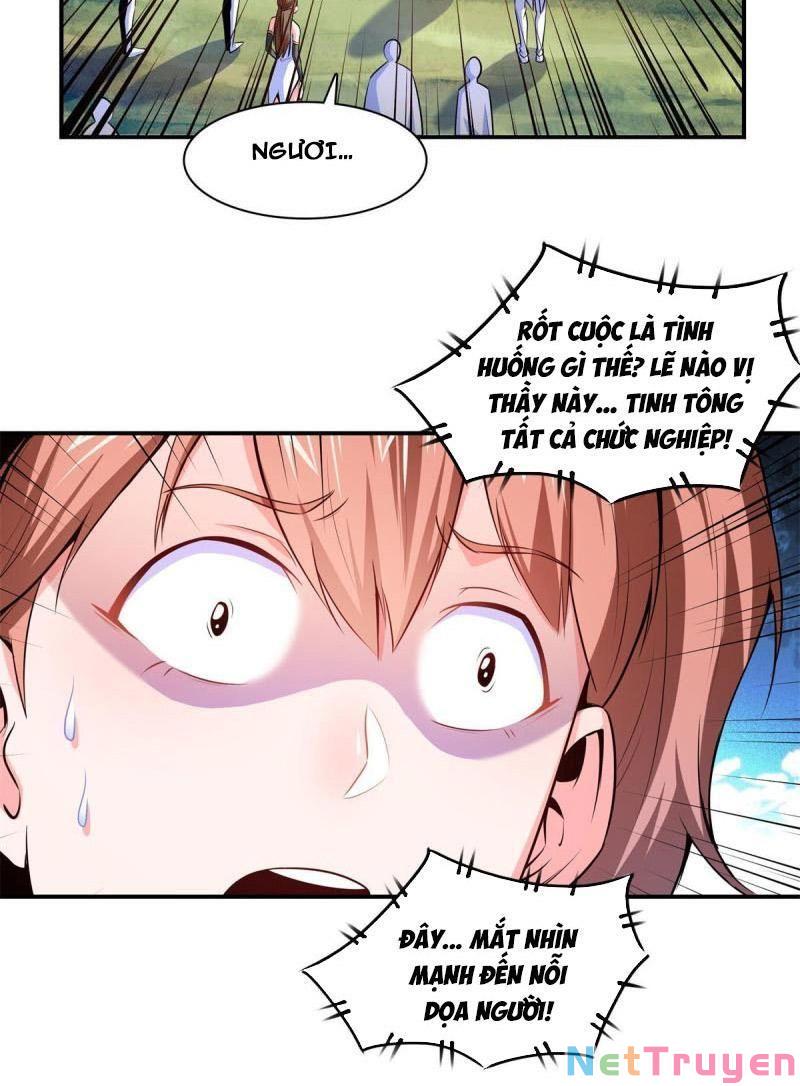 NGƯƠI...
RỐT CUỘC LÀ TÌNH
HUỐNG GÌ THẾ? LẼ NÀO VỊ
THẦY NÀY... TINH TÔNG
TẤT CẢ CHỨC NGHIỆP!
ĐÂY... MẮT NHÌN
MẠNH ĐẾN NỖI
DỌA NGƯỜI!
NetTruyen